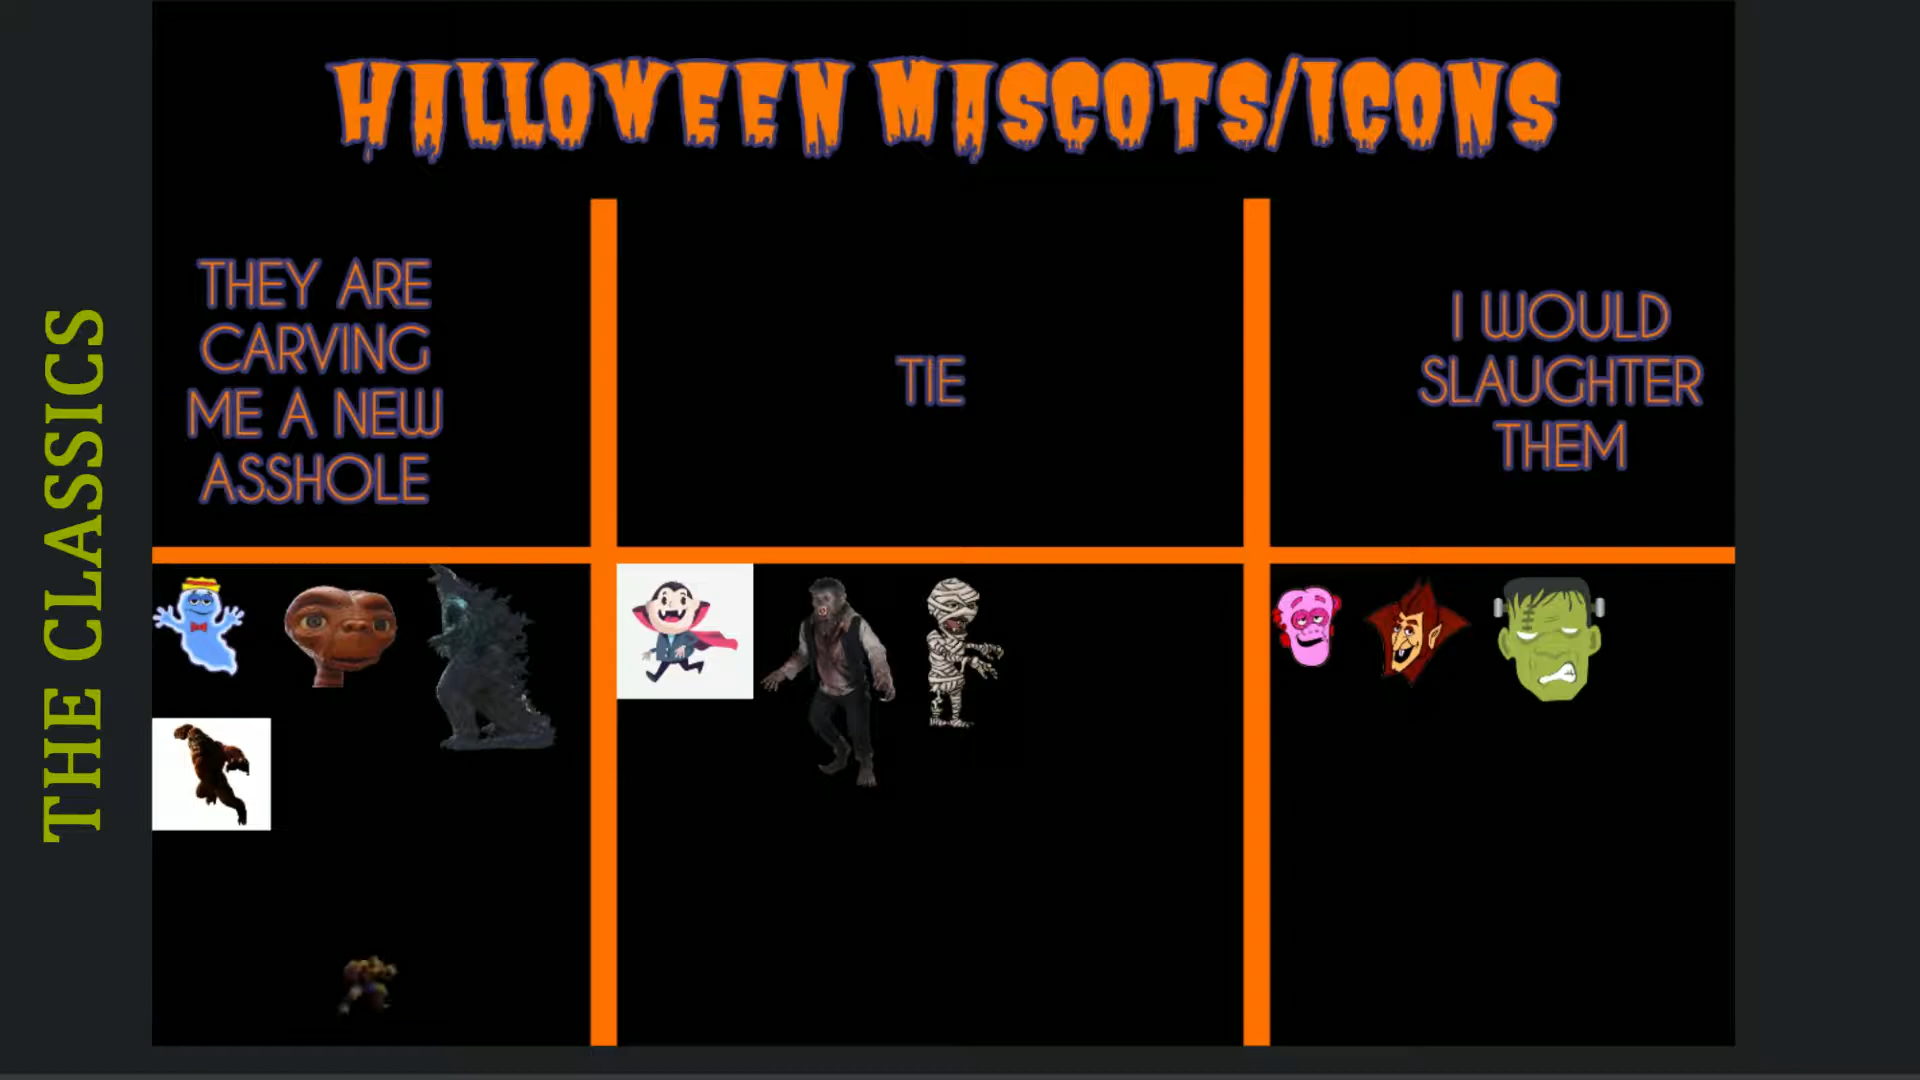 HALLOWEEN MASCOTS/ICONS
THE CLASSICS
THEY ARE
CARVING
ME A NEW
ASSHOLE
TIE
I WOULD
SLAUGHTER
THEM